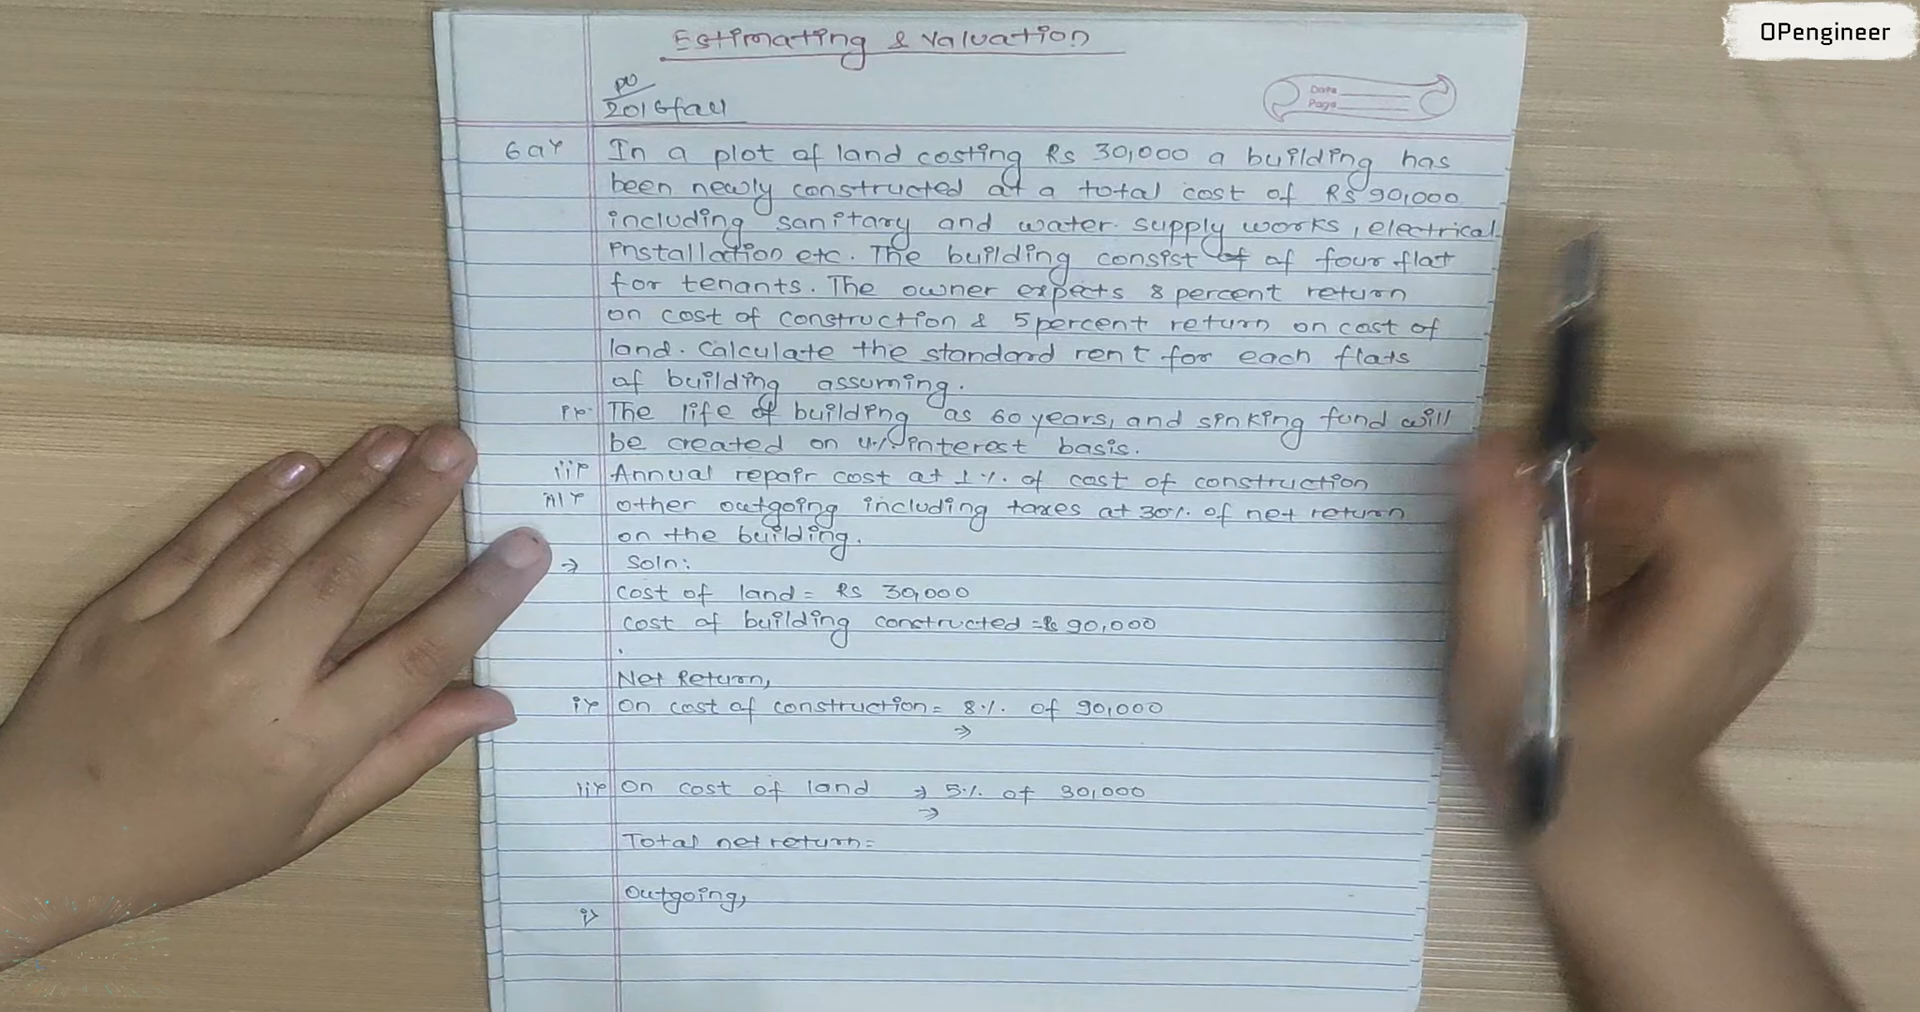 OPengineer
Estimating & Valuation
PU
2016 fall
Date
Page
6 a> In a plot of land costing Rs 30,000 a building has
been newly constructed at a total cost of Rs 90,000
including sanitary and water supply works, electrical
installation etc. The building consist of of four flat
for tenants. The owner expects 8 percent return
on cost of construction & 5 percent return on cost of
land. Calculate the standard rent for each flats
of building assuming.
i> The life of building as 60 years, and sinking fund will
be created on 4% interest basis.
ii> Annual repair cost at 1% of cost of construction
iii> other outgoing including taxes at 30% of net return
on the building.
→ Soln:
cost of land = Rs 30,000
cost of building constructed = Rs 90,000
Net Return,
i> On cost of construction = 8% of 90,000
⇒
ii> On cost of land ⇒ 5% of 30,000
⇒
Total net return =
Outgoing,
i>